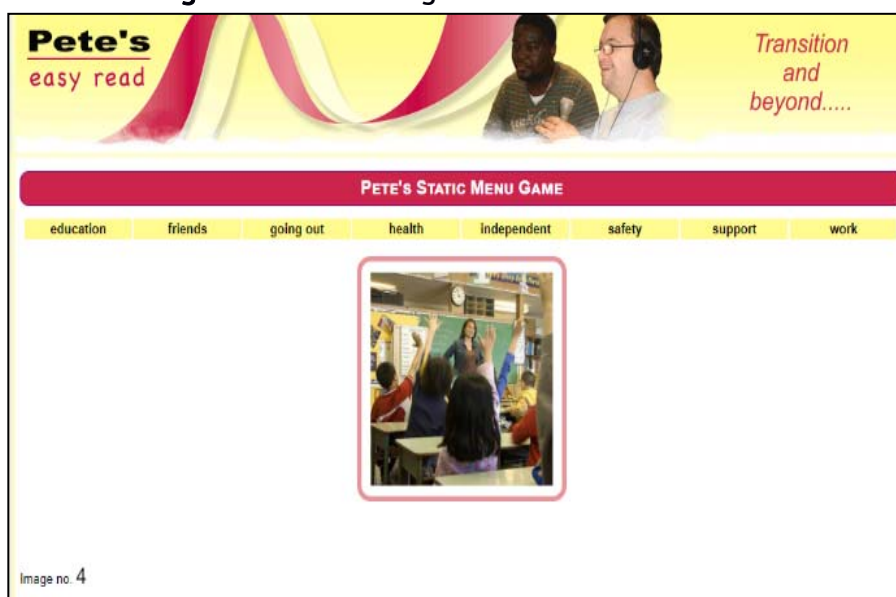 Pete's
easy read
Transition
and
beyond.....
PETE'S STATIC MENU GAME
education friends going out health independent safety support work
Image no. 4